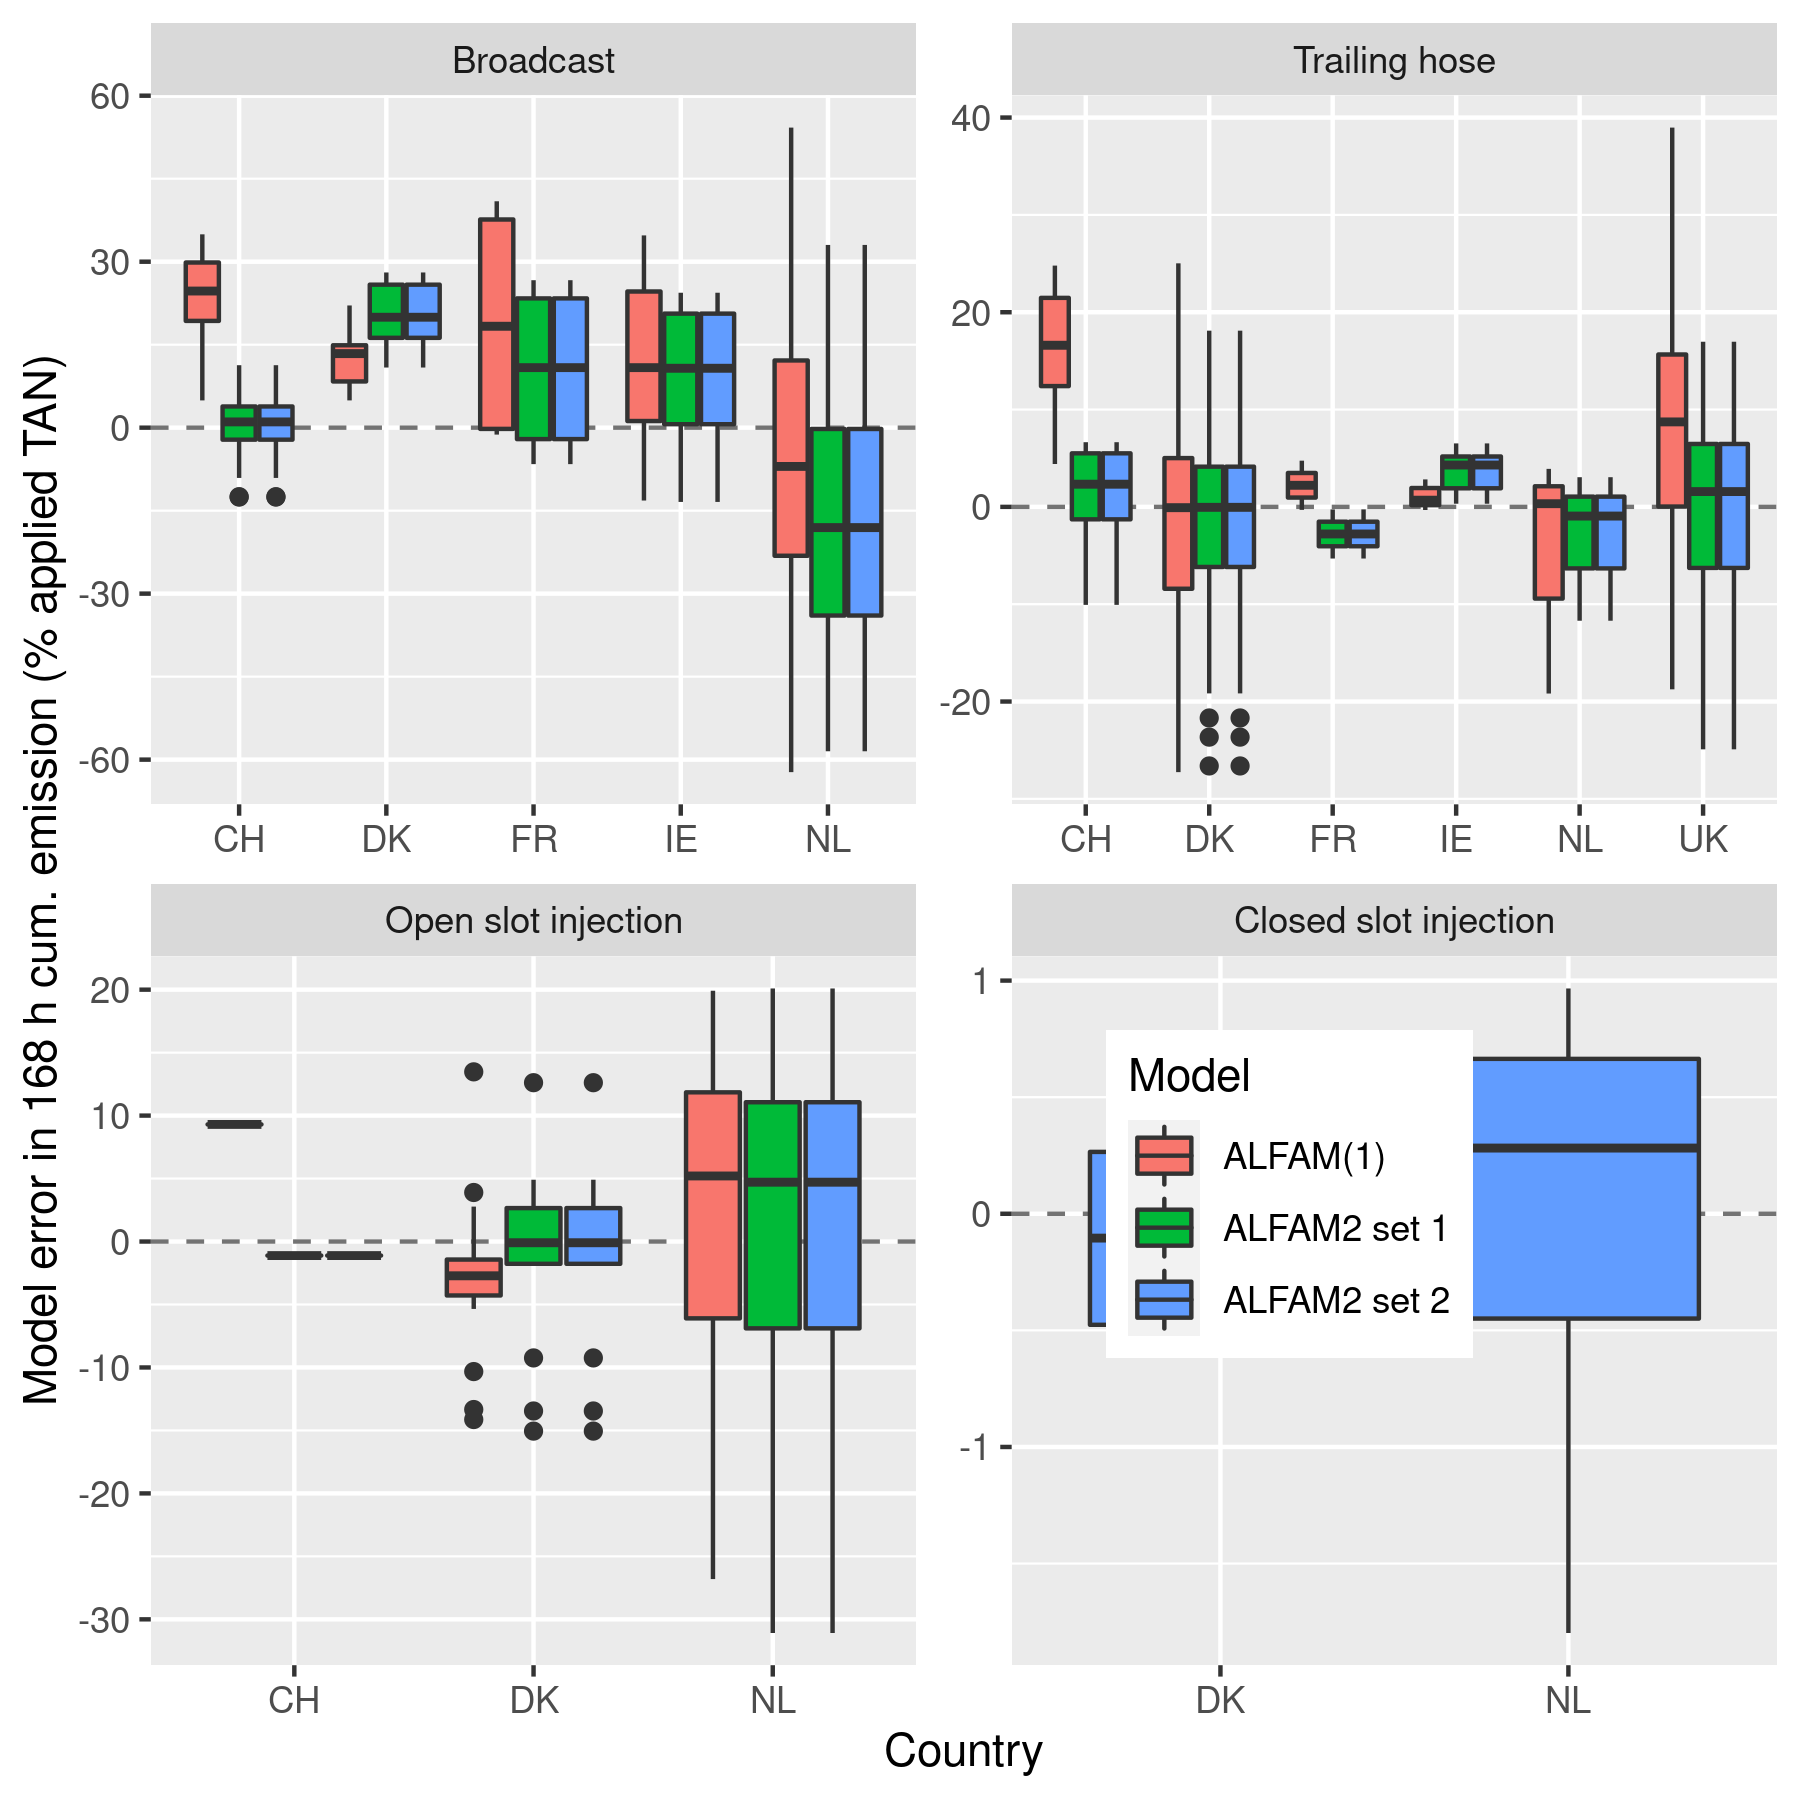 Broadcast
Trailing hose
60
30
0
-30
-60
40
20
0
-20
CH DK FR IE NL
CH DK FR IE NL UK
Model error in 168 h cum. emission (% applied TAN)
Open slot injection
Closed slot injection
20
10
0
-10
-20
-30
1
0
-1
Model
ALFAM(1)
ALFAM2 set 1
ALFAM2 set 2
CH DK NL
DK NL
Country